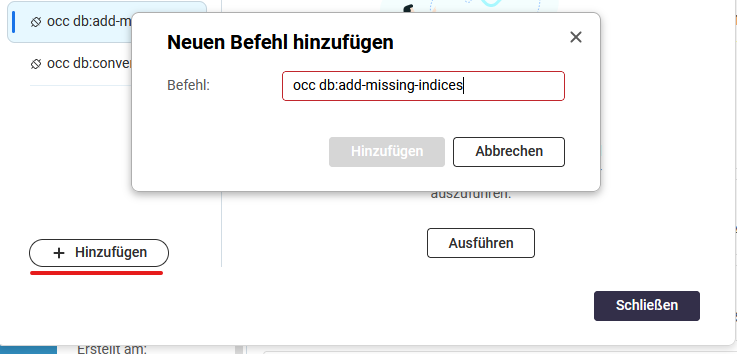 occ db:add-m
Neuen Befehl hinzufügen
occ db:conver
Befehl:
occ db:add-missing-indices
Hinzufügen
Abbrechen
auszuführen.
Hinzufügen
Ausführen
Schließen
Erstellt am: